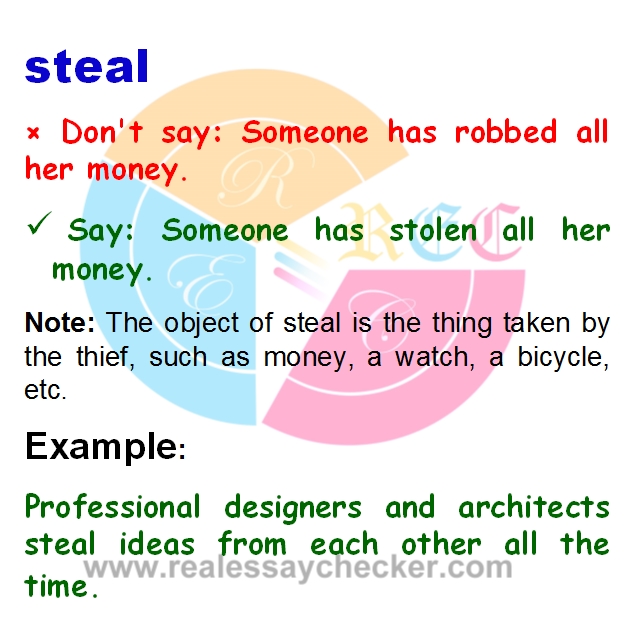 steal
× Don't say: Someone has robbed all
her money.
✓ Say: Someone has stolen all her
money.
R
E
C
REC
Note: The object of steal is the thing taken by
the thief, such as money, a watch, a bicycle,
etc.
Example:
Professional designers and architects
steal ideas from each other all the
www.realessaychecker.com
time.